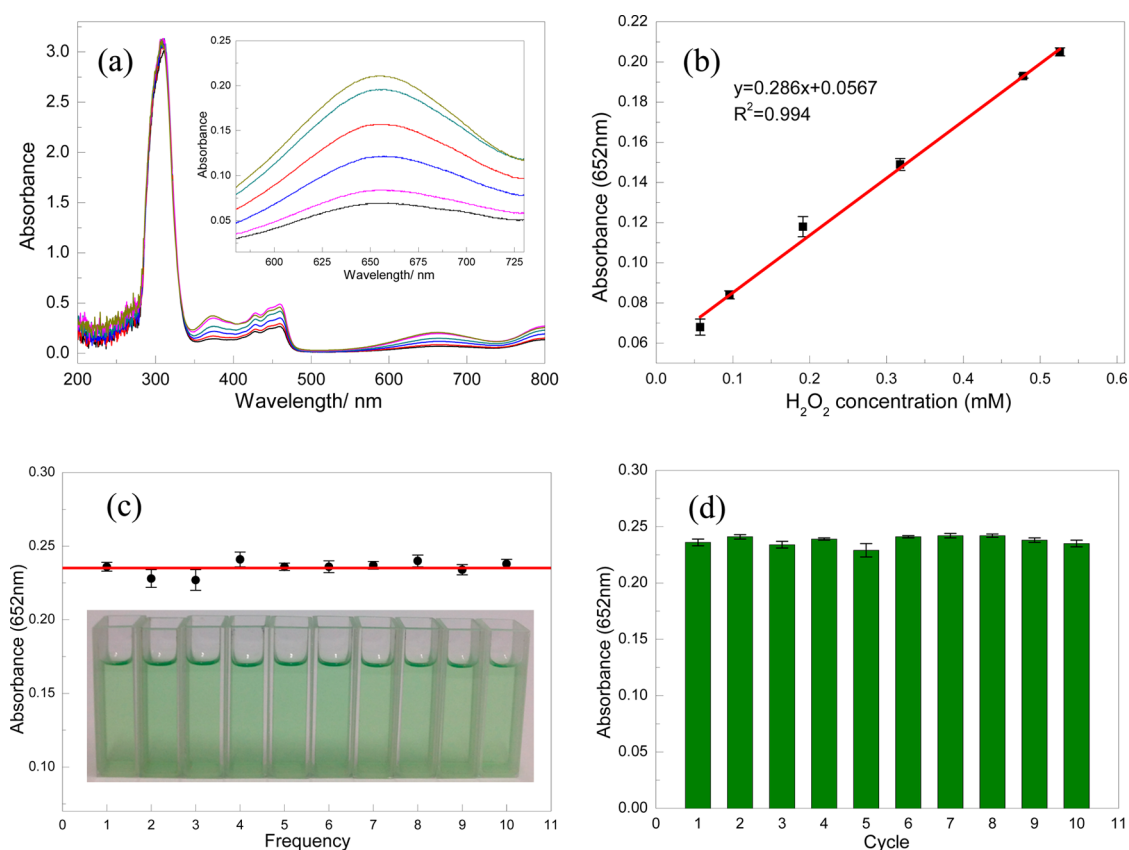 (a)
Absorbance
3.0
2.5
2.0
1.5
1.0
0.5
0.0
200 300 400 500 600 700 800
Wavelength/ nm
Absorbance
0.25
0.20
0.15
0.10
0.05
0.00
600 625 650 675 700 725
Wavelength/ nm
(b)
y=0.286x+0.0567
R²=0.994
Absorbance (652nm)
0.22
0.20
0.18
0.16
0.14
0.12
0.10
0.08
0.06
0.0 0.1 0.2 0.3 0.4 0.5 0.6
H₂O₂ concentration (mM)
(c)
Absorbance (652nm)
0.30
0.25
0.20
0.15
0.10
0 1 2 3 4 5 6 7 8 9 10 11
Frequency
(d)
Absorbance (652nm)
0.30
0.25
0.20
0.15
0.10
0.05
0.00
0 1 2 3 4 5 6 7 8 9 10 11
Cycle